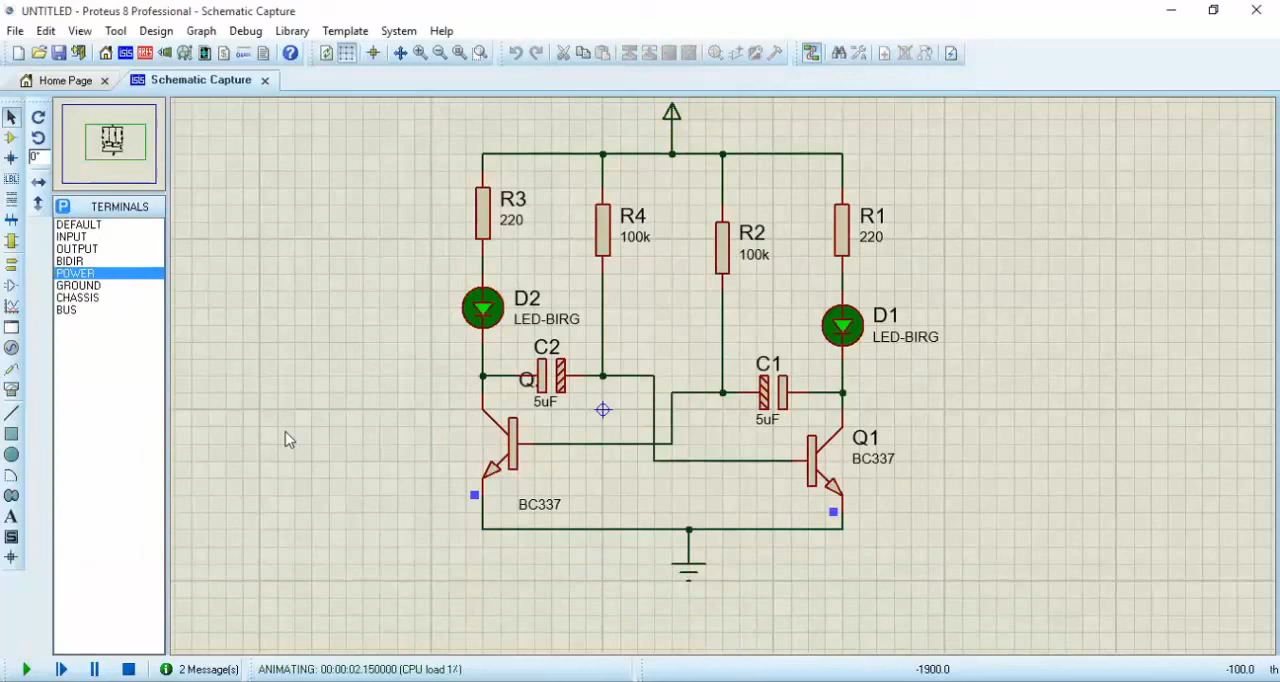 UNTITLED - Proteus 8 Professional - Schematic Capture
File Edit View Tool Design Graph Debug Library Template System Help
Home Page Schematic Capture
0°
LBL
P TERMINALS
DEFAULT
INPUT
OUTPUT
BIDIR
POWER
GROUND
CHASSIS
BUS
R3
220
R4
100k
R2
100k
R1
220
D2
LED-BIRG
D1
LED-BIRG
C2
5uF
C1
5uF
Q1
BC337
BC337
A
S
2 Message(s) ANIMATING: 00:00:02.150000 (CPU load 1%) -1900.0 -100.0 th